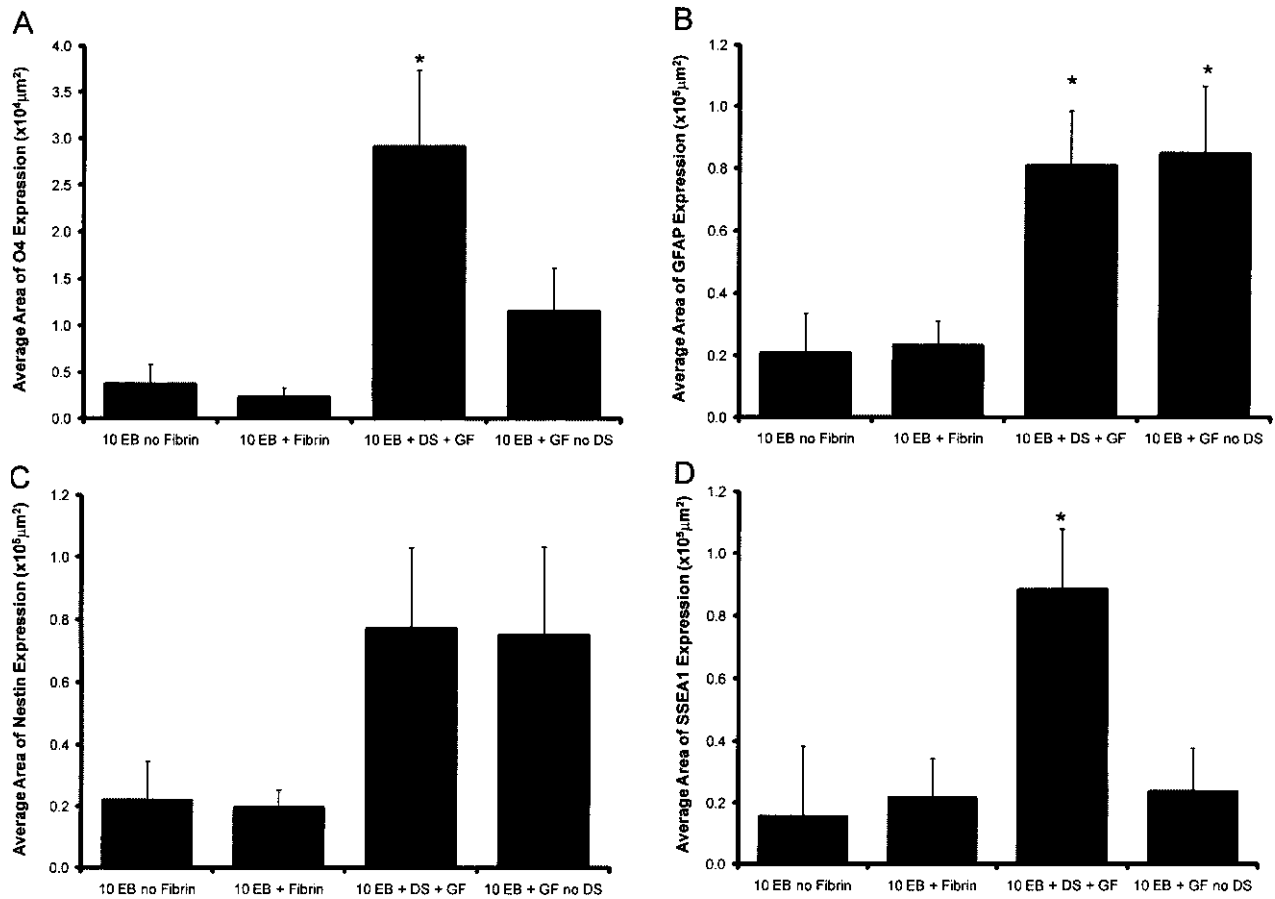 A
Average Area of O4 Expression (x10⁴µm²)
4.0
3.5
3.0
2.5
2.0
1.5
1.0
0.5
0.0
*
10 EB no Fibrin
10 EB + Fibrin
10 EB + DS + GF
10 EB + GF no DS
B
Average Area of GFAP Expression (x10⁵µm²)
1.2
1.0
0.8
0.6
0.4
0.2
0.0
*
*
10 EB no Fibrin
10 EB + Fibrin
10 EB + DS + GF
10 EB + GF no DS
C
Average Area of Nestin Expression (x10⁵µm²)
1.2
1.0
0.8
0.6
0.4
0.2
0.0
10 EB no Fibrin
10 EB + Fibrin
10 EB + DS + GF
10 EB + GF no DS
D
Average Area of SSEA1 Expression (x10⁵µm²)
1.2
1.0
0.8
0.6
0.4
0.2
0.0
*
10 EB no Fibrin
10 EB + Fibrin
10 EB + DS + GF
10 EB + GF no DS